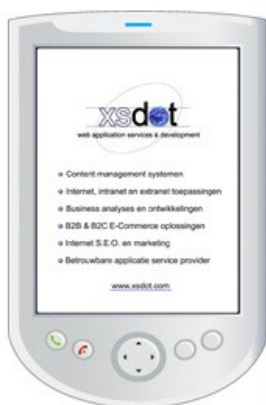 xsdot
web application services & development
Content management systemen
Internet, intranet en extranet toepassingen
Business analyses en ontwikkelingen
B2B & B2C E-Commerce oplossingen
Internet S.E.O. en marketing
Betrouwbare applicatie service provider
www.xsdot.com